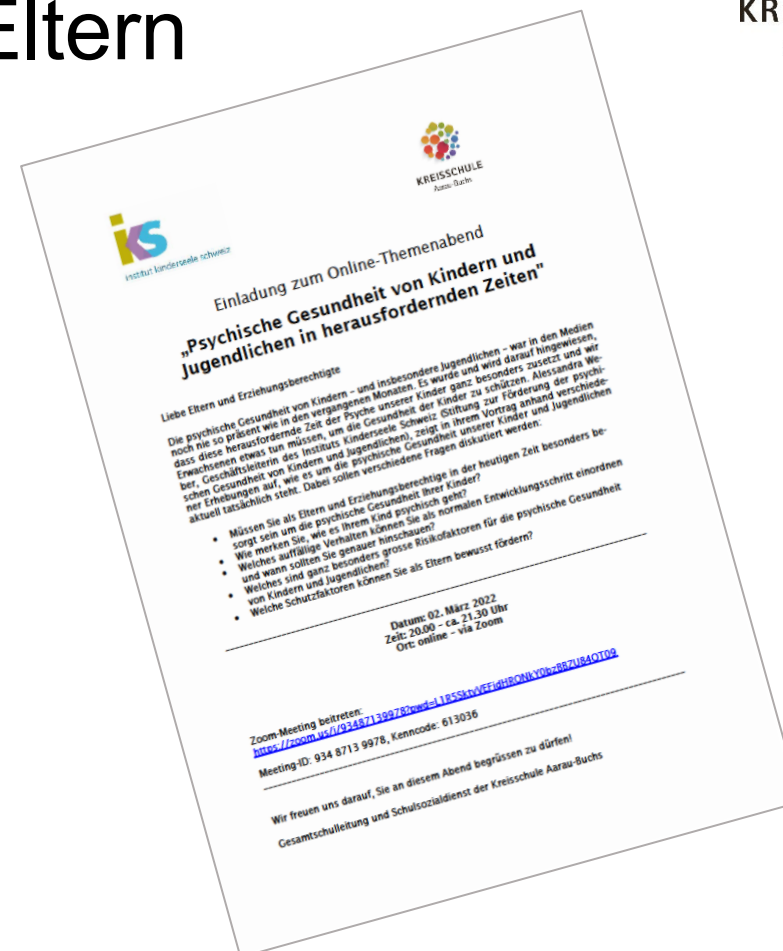 Eltern
KR
KREISSCHULE
Aarau-Buchs
iks
institut kinderseele schweiz
Einladung zum Online-Themenabend
„Psychische Gesundheit von Kindern und
Jugendlichen in herausfordernden Zeiten"
Liebe Eltern und Erziehungsberechtigte
Die psychische Gesundheit von Kindern – und insbesondere Jugendlichen – war in den Medien
noch nie so präsent wie in den vergangenen Monaten. Es wurde und wird darauf hingewiesen,
dass diese herausfordernde Zeit der Psyche unserer Kinder ganz besonders zusetzt und wir
Erwachsenen etwas tun müssen, um die Gesundheit der Kinder zu schützen. Alessandra We-
ber, Geschäftsleiterin des Instituts Kinderseele Schweiz (Stiftung zur Förderung der psychi-
schen Gesundheit von Kindern und Jugendlichen), zeigt in ihrem Vortrag anhand verschiede-
ner Erhebungen auf, wie es um die psychische Gesundheit unserer Kinder und Jugendlichen
aktuell tatsächlich steht. Dabei sollen verschiedene Fragen diskutiert werden:
• Müssen Sie als Eltern und Erziehungsberechtige in der heutigen Zeit besonders be-
sorgt sein um die psychische Gesundheit Ihrer Kinder?
• Wie merken Sie, wie es Ihrem Kind psychisch geht?
• Welches auffällige Verhalten können Sie als normalen Entwicklungsschritt einordnen
und wann sollten Sie genauer hinschauen?
• Welches sind ganz besonders grosse Risikofaktoren für die psychische Gesundheit
von Kindern und Jugendlichen?
• Welche Schutzfaktoren können Sie als Eltern bewusst fördern?
Datum: 02. März 2022
Zeit: 20.00 – ca. 21.30 Uhr
Ort: online – via Zoom
Zoom-Meeting beitreten:
https://zoom.us/j/93487139978?pwd=
Meeting-ID: 934 8713 9978, Kenncode: 613036
Wir freuen uns darauf, Sie an diesem Abend begrüssen zu dürfen!
Gesamtschulleitung und Schulsozialdienst der Kreisschule Aarau-Buchs